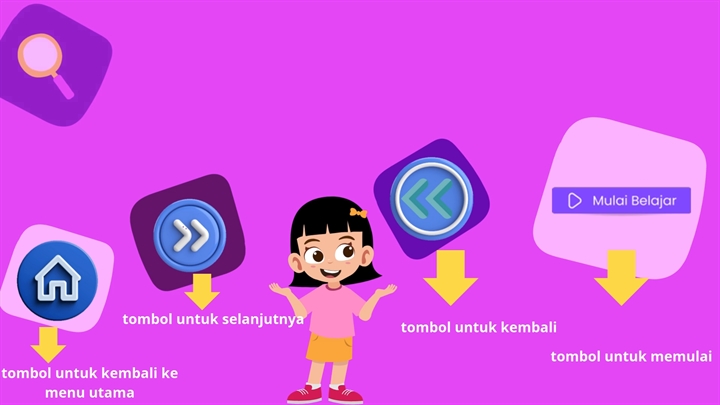 Mulai Belajar
tombol untuk selanjutnya
tombol untuk kembali
tombol untuk memulai
tombol untuk kembali ke
menu utama